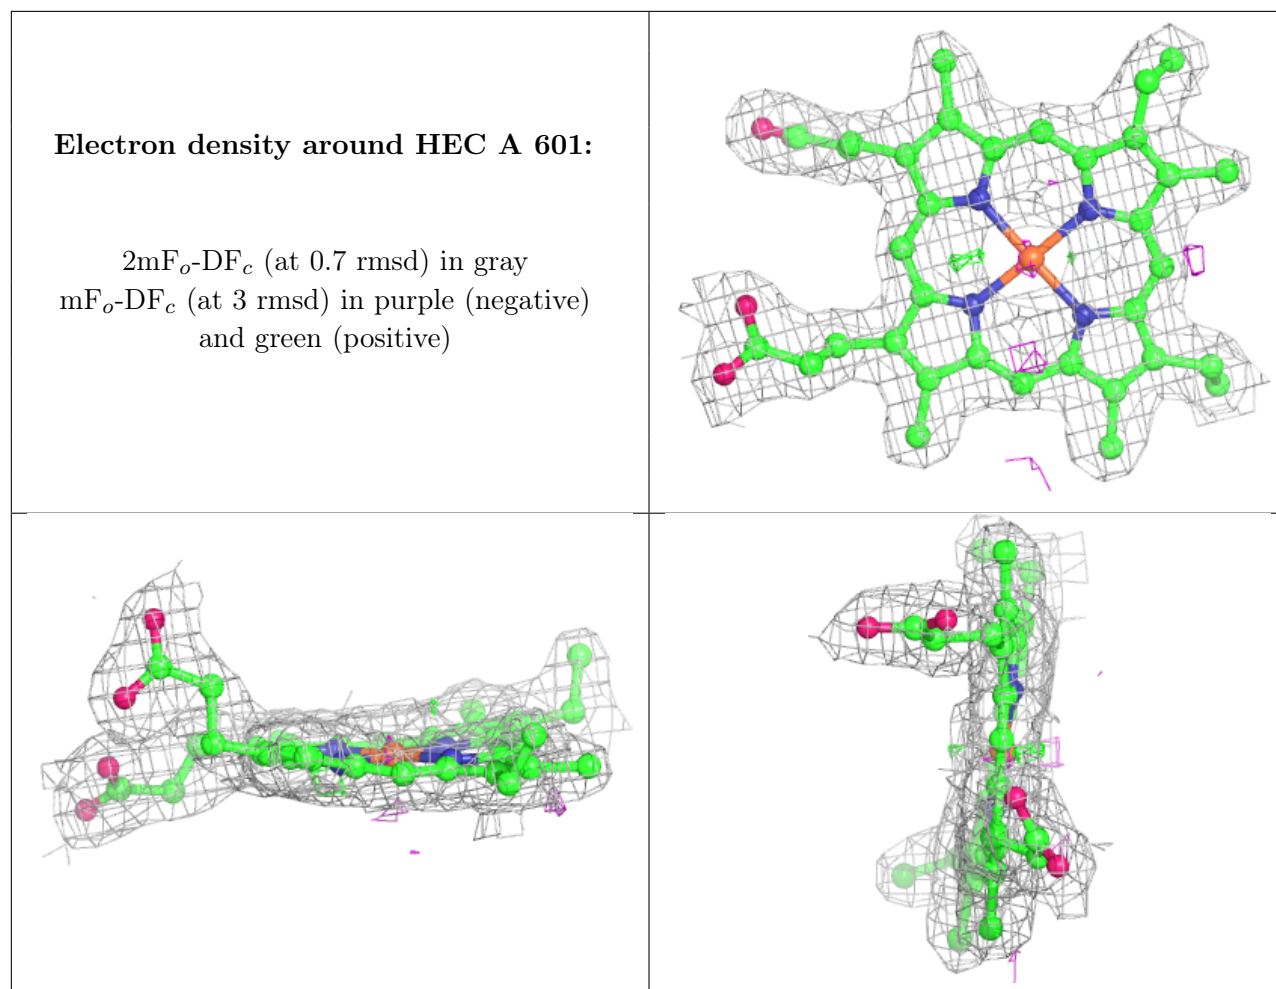 Electron density around HEC A 601:
2mFₒ-DF𝒸 (at 0.7 rmsd) in gray
mFₒ-DF𝒸 (at 3 rmsd) in purple (negative)
and green (positive)